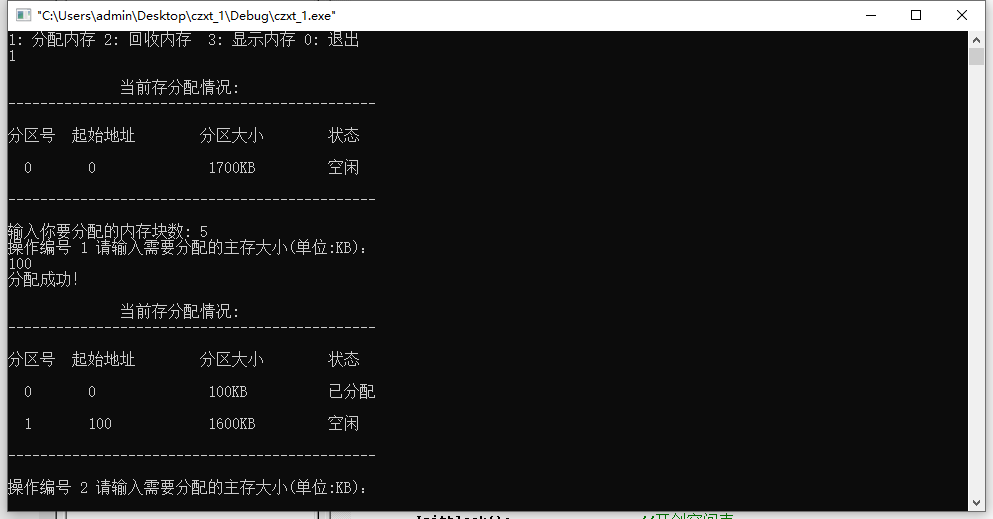 "C:\Users\admin\Desktop\czxt_1\Debug\czxt_1.exe"
1: 分配内存 2: 回收内存 3: 显示内存 0: 退出
1
当前存分配情况:
-----------------------------------------------
分区号 起始地址 分区大小 状态
0 0 1700KB 空闲
-----------------------------------------------
输入你要分配的内存块数: 5
操作编号 1 请输入需要分配的主存大小(单位:KB):
100
分配成功!
当前存分配情况:
-----------------------------------------------
分区号 起始地址 分区大小 状态
0 0 100KB 已分配
1 100 1600KB 空闲
-----------------------------------------------
操作编号 2 请输入需要分配的主存大小(单位:KB):